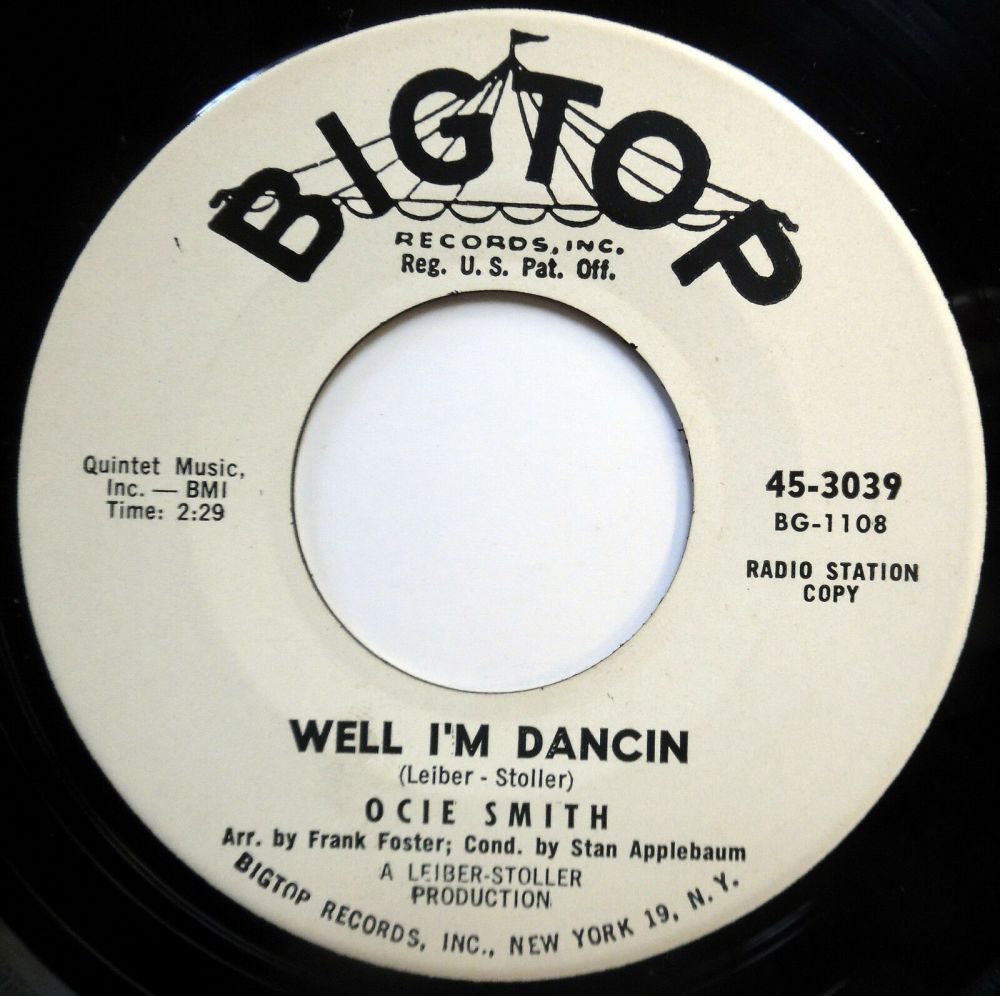 BIGTOP
RECORDS, INC.
Reg. U. S. Pat. Off.
Quintet Music,
Inc. — BMI
Time: 2:29
45-3039
BG-1108
RADIO STATION
COPY
WELL I'M DANCIN
(Leiber - Stoller)
OCIE SMITH
Arr. by Frank Foster; Cond. by Stan Applebaum
A LEIBER-STOLLER
PRODUCTION
BIGTOP RECORDS, INC., NEW YORK 19, N. Y.